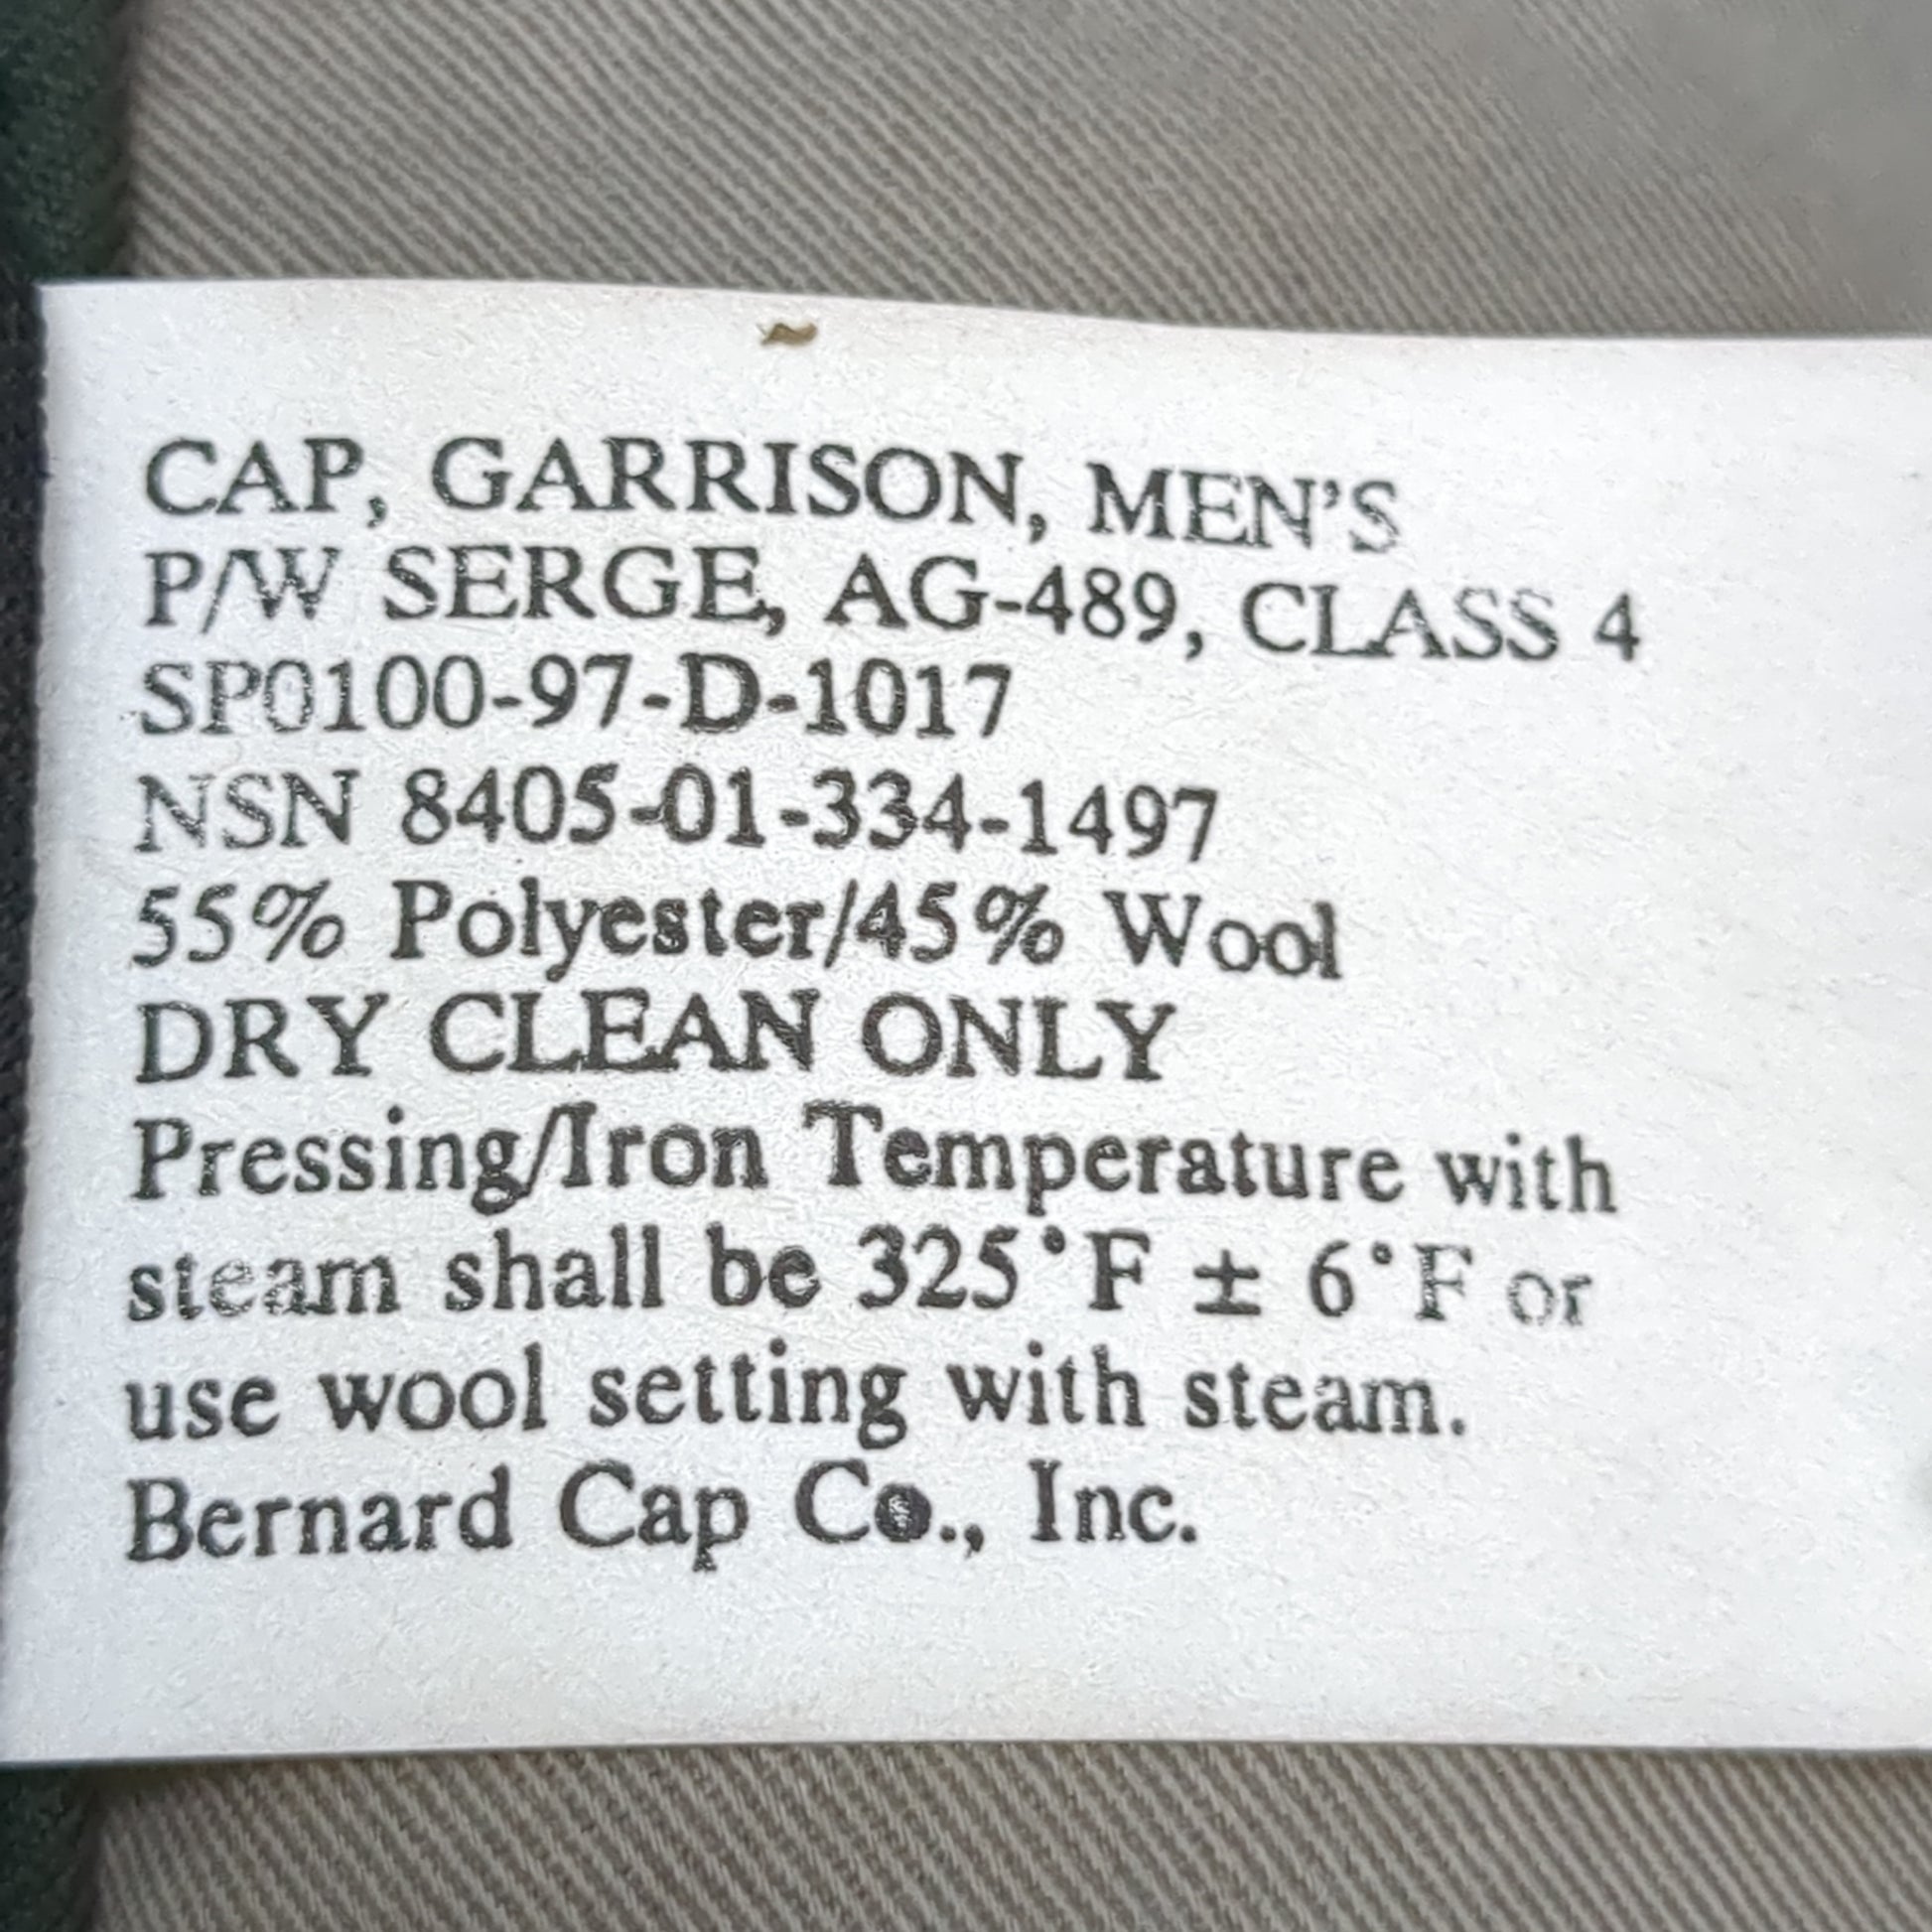 CAP, GARRISON, MEN'S
P/W SERGE, AG-489, CLASS 4
SP0100-97-D-1017
NSN 8405-01-334-1497
55% Polyester/45% Wool
DRY CLEAN ONLY
Pressing/Iron Temperature with
steam shall be 325°F ± 6°F or
use wool setting with steam.
Bernard Cap Co., Inc.